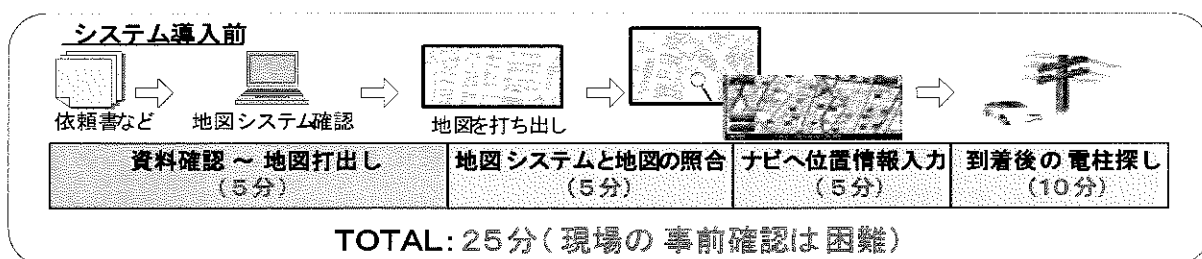 システム導入前
依頼書など
地図システム確認
地図を打ち出し
資料確認 ～ 地図打出し
(5分)
地図システムと地図の照合
(5分)
ナビへ位置情報入力
(5分)
到着後の電柱探し
(10分)
TOTAL: 25分(現場の事前確認は困難)